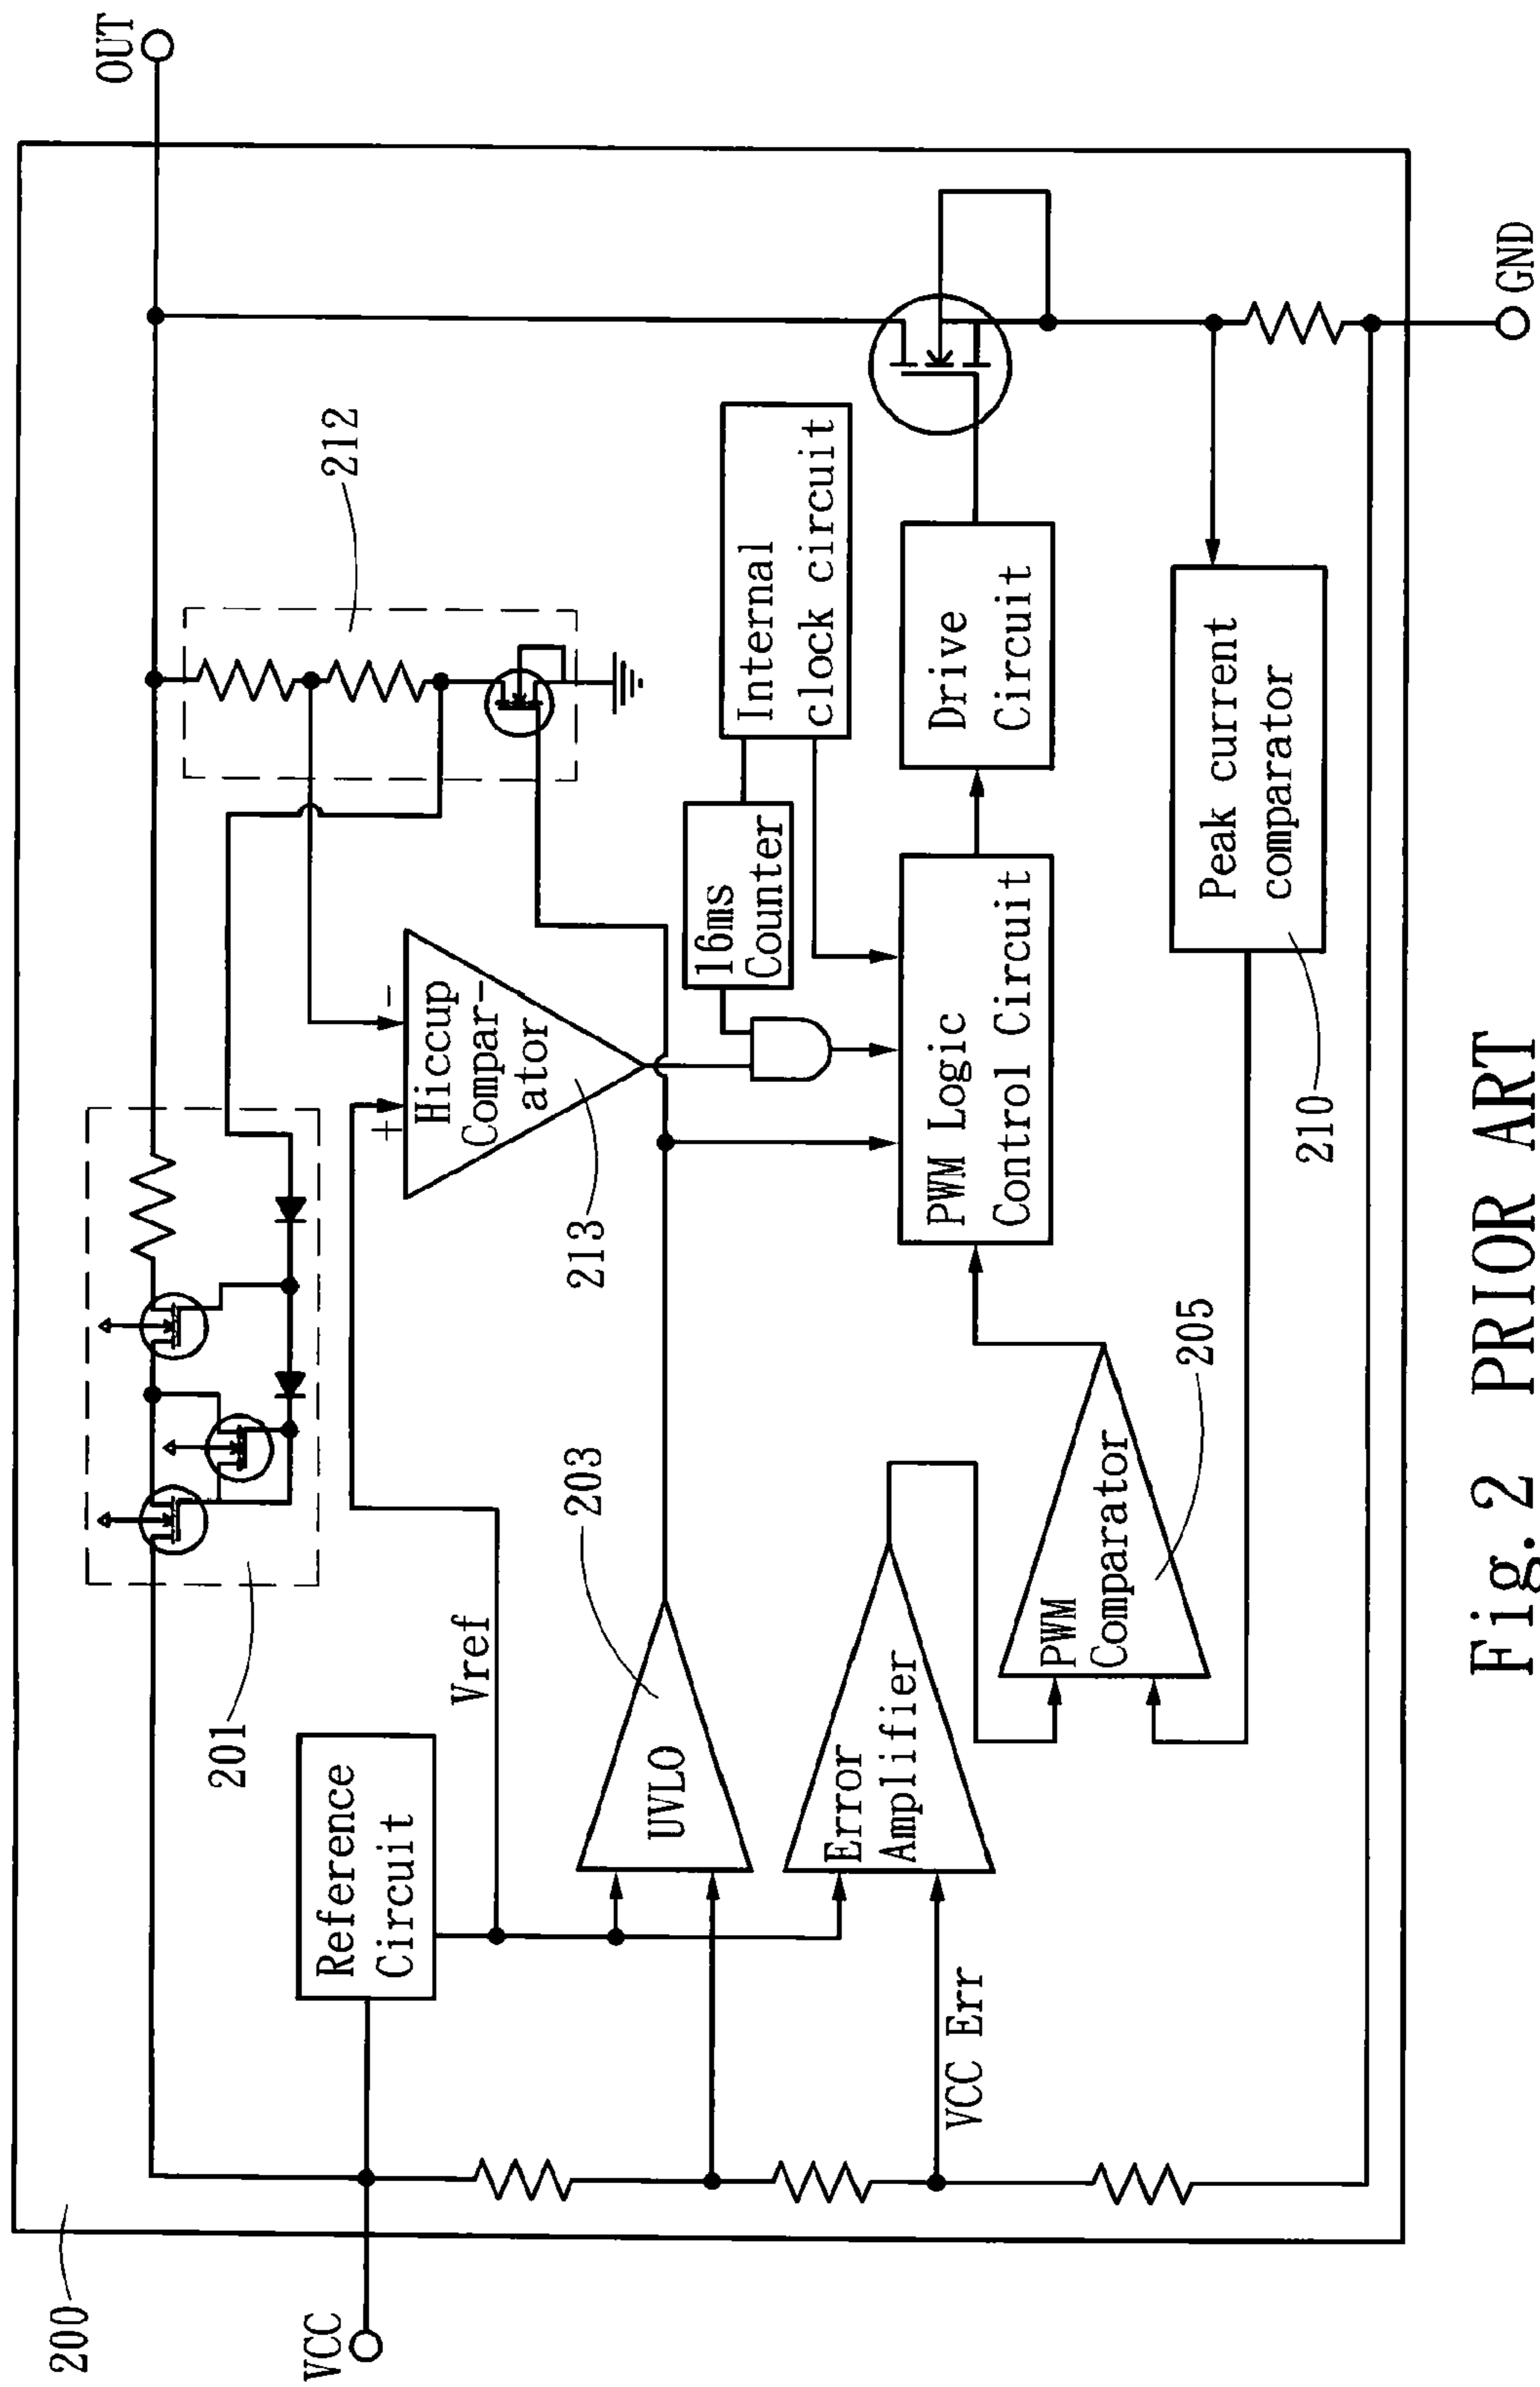 200
OUT
VCC
GND
201
212
Reference
Circuit
Vref
+
-
Hiccup
Compar-
ator
213
203
UVLO
16ms
Counter
Internal
clock circuit
Error
Amplifier
VCC Err
PWM Logic
Control Circuit
Drive
Circuit
PWM
Comparator
205
Peak current
comparator
210
Fig. 2 PRIOR ART